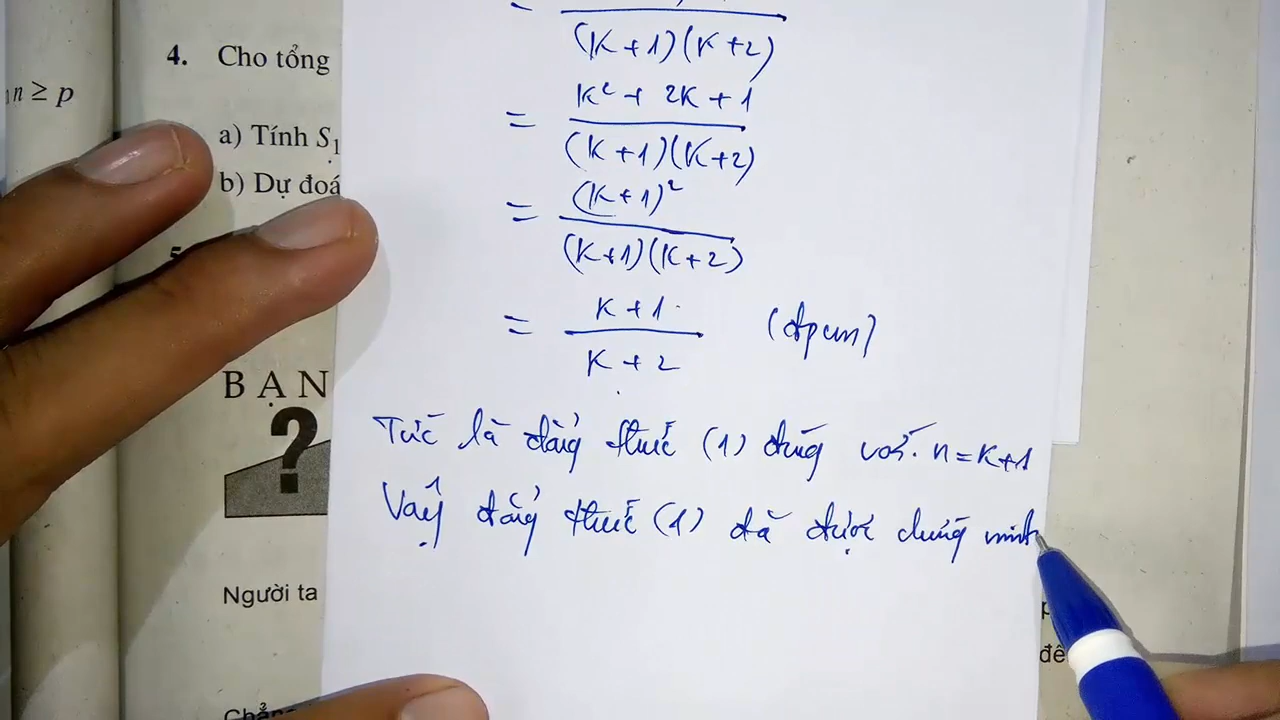 =
(K+1)(K+2)
= K² + 2K + 1
(K+1)(K+2)
= (K+1)²
(K+1)(K+2)
= K+1
K+2
(đpcm)
Tức là đẳng thức (1) đúng với n = K+1
Vậy đẳng thức (1) đã được chứng minh
n ≥ p
4. Cho tổng
a) Tính S₁
b) Dự đoá
BẠN
?
Người ta
đê